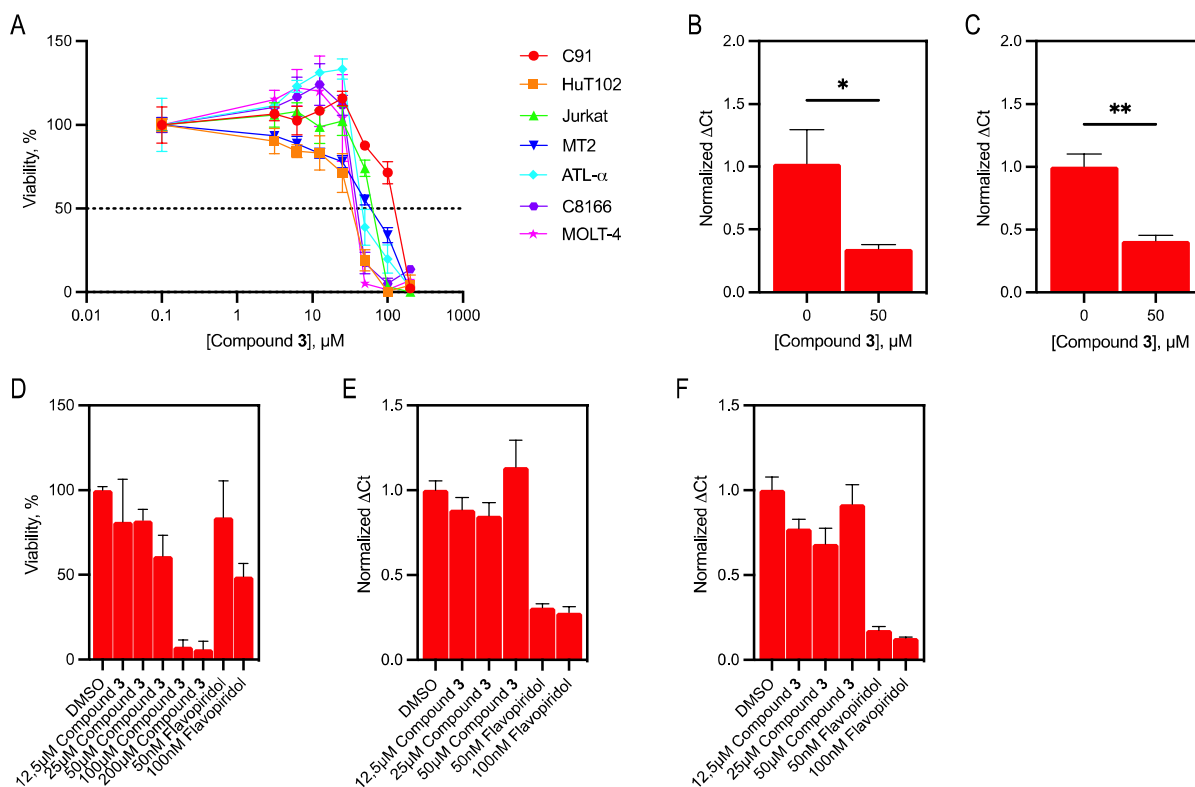 A
150
100
50
0
Viability, %
0.01
0.1
1
10
100
1000
[Compound 3], µM
C91
HuT102
Jurkat
MT2
ATL-α
C8166
MOLT-4
B
2.0
1.5
1.0
0.5
0.0
Normalized ΔCt
*
0
50
[Compound 3], µM
C
2.0
1.5
1.0
0.5
0.0
Normalized ΔCt
**
0
50
[Compound 3], µM
D
150
100
50
0
Viability, %
DMSO
12.5µM Compound 3
25µM Compound 3
50µM Compound 3
100µM Compound 3
200µM Compound 3
50nM Flavopiridol
100nM Flavopiridol
E
1.5
1.0
0.5
0.0
Normalized ΔCt
DMSO
12.5µM Compound 3
25µM Compound 3
50µM Compound 3
50nM Flavopiridol
100nM Flavopiridol
F
1.5
1.0
0.5
0.0
Normalized ΔCt
DMSO
12.5µM Compound 3
25µM Compound 3
50µM Compound 3
50nM Flavopiridol
100nM Flavopiridol